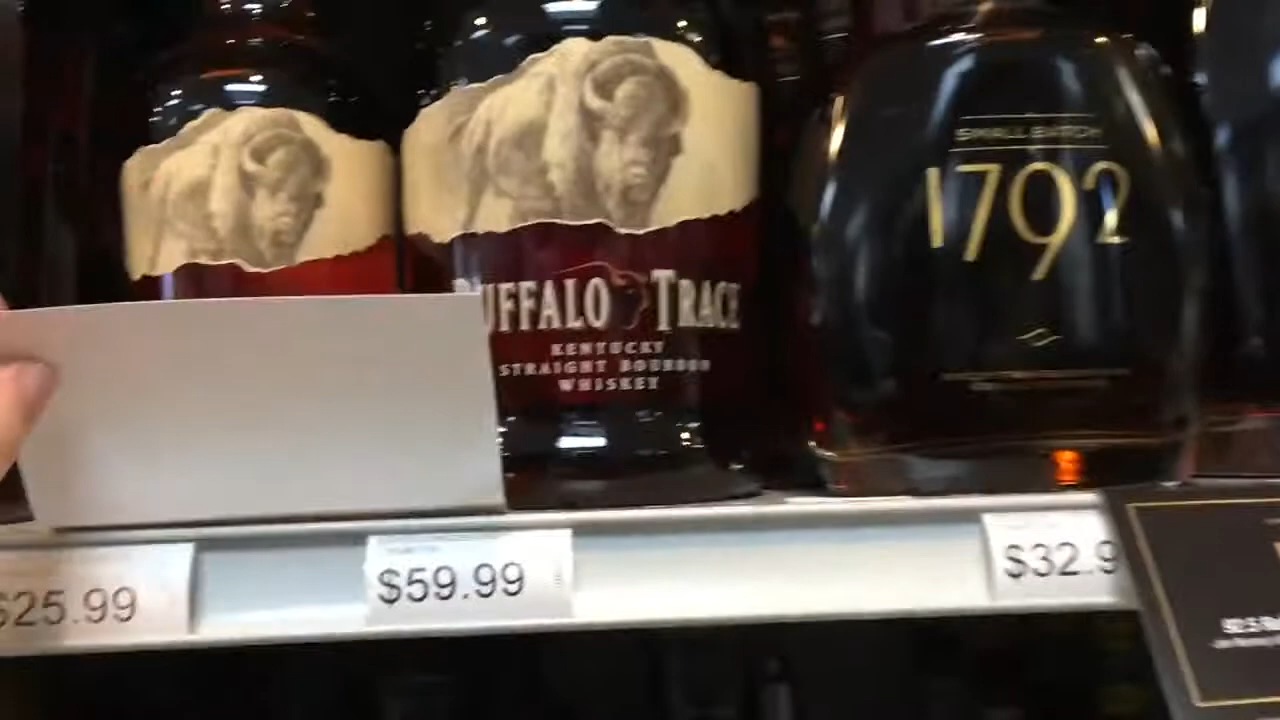 SMALL BATCH
1792
UFFALO TRACE
KENTUCKY
STRAIGHT BOURBON
WHISKEY
$25.99
$59.99
$32.9